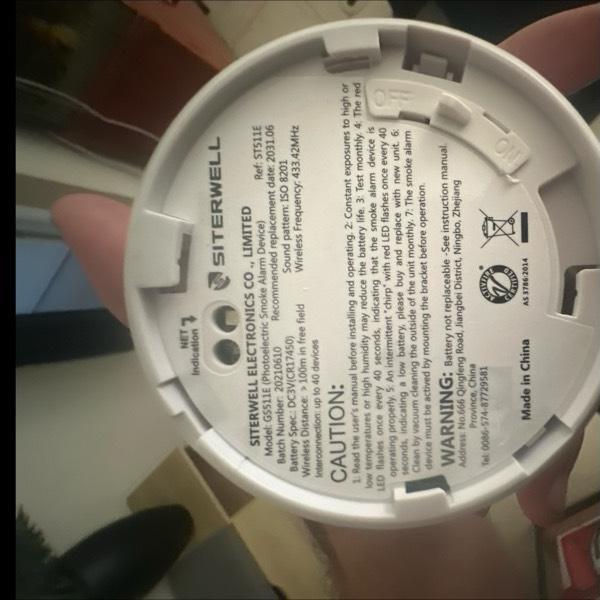 SITERWELL
SITERWELL ELECTRONICS CO., LIMITED
Model: GS511E (Photoelectric Smoke Alarm Device) Ref: ST511E
Batch Number: 20210610 Recommended replacement date: 2031.06
Battery Spec.: DC3V(CR17450) Sound pattern: ISO 8201
Wireless Distance: >100m in free field Wireless Frequency: 433.42MHz
Interconnection: up to 40 devices
NET
Indication
CAUTION:
1: Read the user's manual before installing and operating. 2: Constant exposures to high or
low temperatures or high humidity may reduce the battery life. 3: Test monthly. 4: The red
LED flashes once every 40 seconds, indicating that the smoke alarm device is
operating properly. 5: An intermittent "chirp" with red LED flashes once every 40
seconds, indicating a low battery, please buy and replace with new unit. 6:
Clean by vacuum cleaning the outside of the unit monthly. 7: The smoke alarm
device must be actived by mounting the bracket before operation.
WARNING: Battery not replaceable -See instruction manual.
Address: No.666 Qingfeng Road, Jiangbei District, Ningbo, Zhejiang
Province, China
Tel: 0086-574-87729581
Made in China
AS 3786:2014
OFF
ON